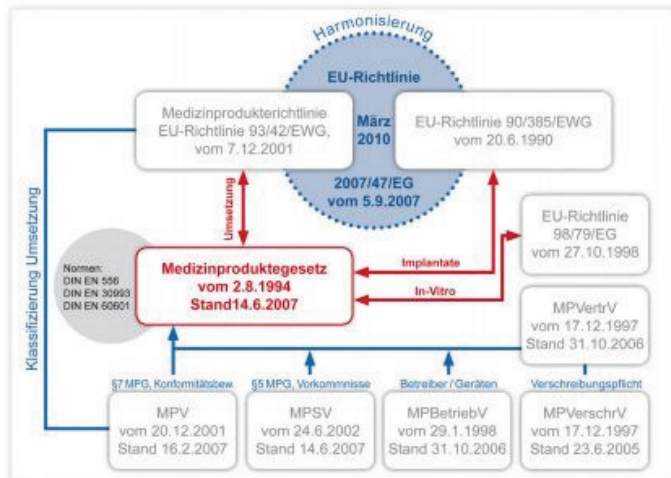 Harmonisierung
EU-Richtlinie
März
2010
2007/47/EG
vom 5.9.2007
Medizinprodukterichtlinie
EU-Richtlinie 93/42/EWG,
vom 7.12.2001
EU-Richtlinie 90/385/EWG
vom 20.6.1990
Klassifizierung Umsetzung
Umsetzung
EU-Richtlinie
98/79/EG
vom 27.10.1998
Normen:
DIN EN 556
DIN EN 30993
DIN EN 60601
Medizinproduktegesetz
vom 2.8.1994
Stand14.6.2007
Implantate
In-Vitro
MPVertrV
vom 17.12.1997
Stand 31.10.2006
§7 MPG, Konformitätsbew.
§5 MPG, Vorkommnisse
Betreiber / Geräten
Verschreibungspflicht
MPV
vom 20.12.2001
Stand 16.2.2007
MPSV
vom 24.6.2002
Stand 14.6.2007
MPBetriebV
vom 29.1.1998
Stand 31.10.2006
MPVerschrV
vom 17.12.1997
Stand 23.6.2005